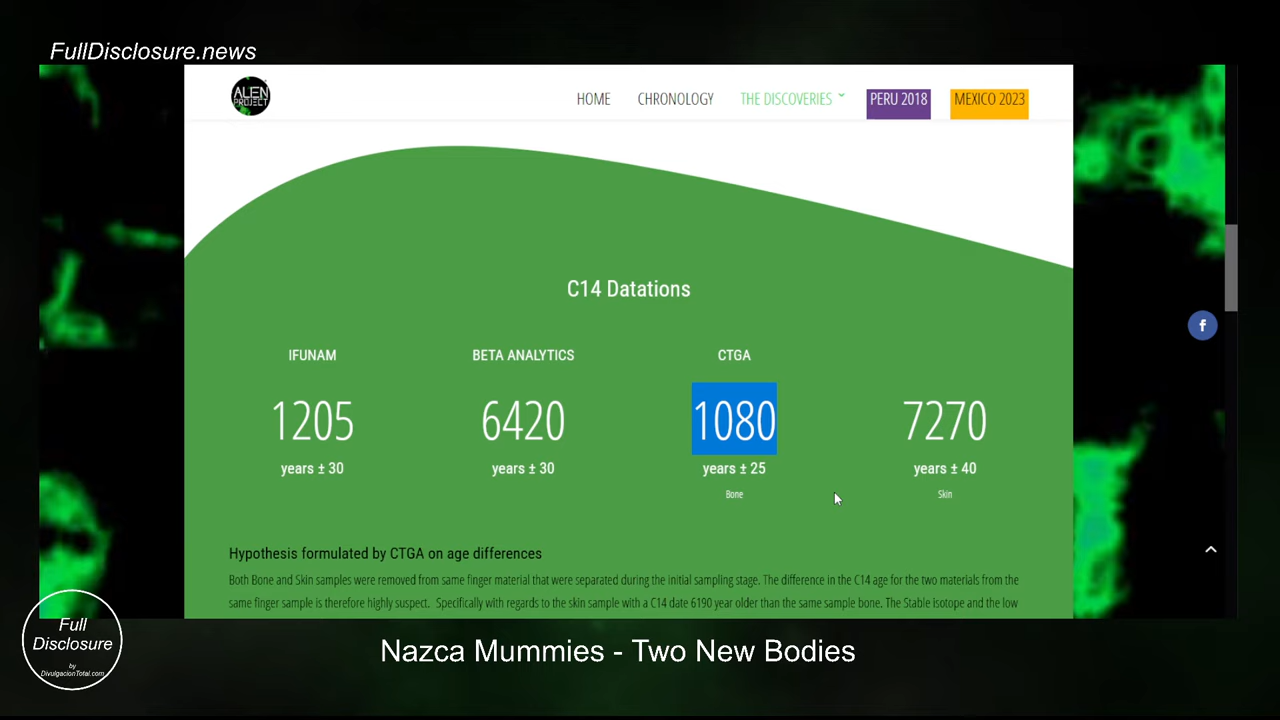 FullDisclosure.news
ALIEN
PROJECT
HOME
CHRONOLOGY
THE DISCOVERIES
PERU 2018
MEXICO 2023
C14 Datations
IFUNAM
BETA ANALYTICS
CTGA
1205
6420
1080
7270
years ± 30
years ± 30
years ± 25
years ± 40
Bone
Skin
Hypothesis formulated by CTGA on age differences
Both Bone and Skin samples were removed from same finger material that were separated during the initial sampling stage. The difference in the C14 age for the two materials from the
same finger sample is therefore highly suspect. Specifically with regards to the skin sample with a C14 date 6190 year older than the same sample bone. The Stable Isotope and the low
f
Full
Disclosure
by
DivulgacionTotal.com
Nazca Mummies - Two New Bodies